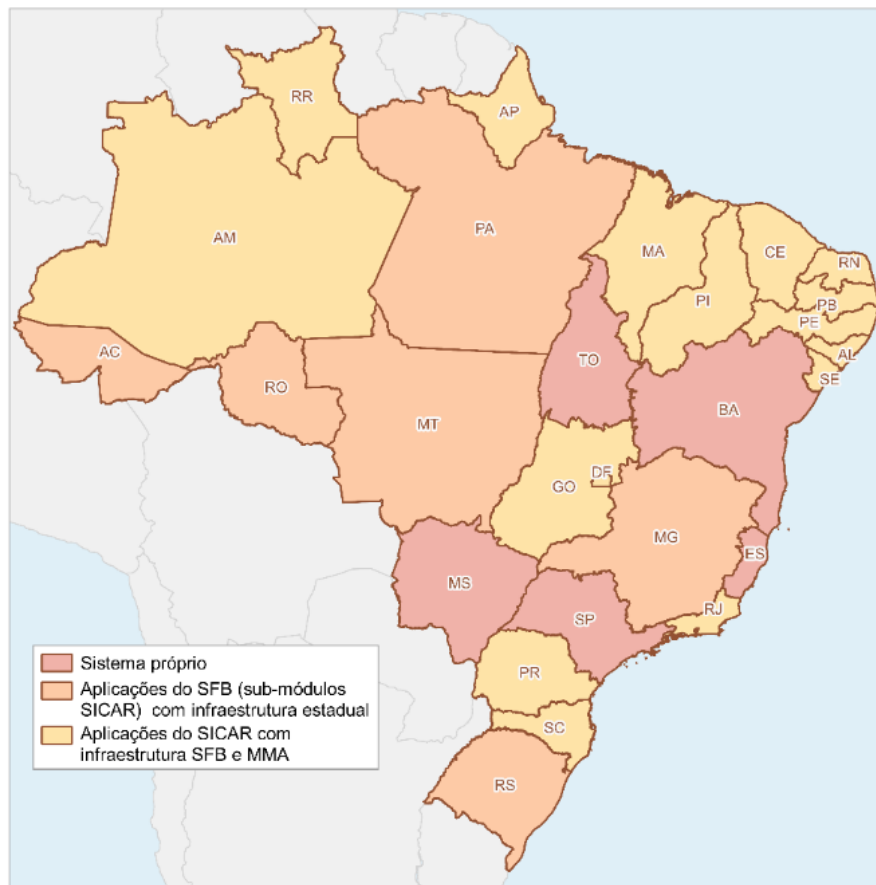 RR
AP
AM
PA
MA
CE
RN
PB
PI
PE
AL
SE
AC
RO
TO
BA
MT
DF
GO
MG
ES
MS
SP
RJ
PR
SC
RS
Sistema próprio
Aplicações do SFB (sub-módulos
SICAR) com infraestrutura estadual
Aplicações do SICAR com
infraestrutura SFB e MMA